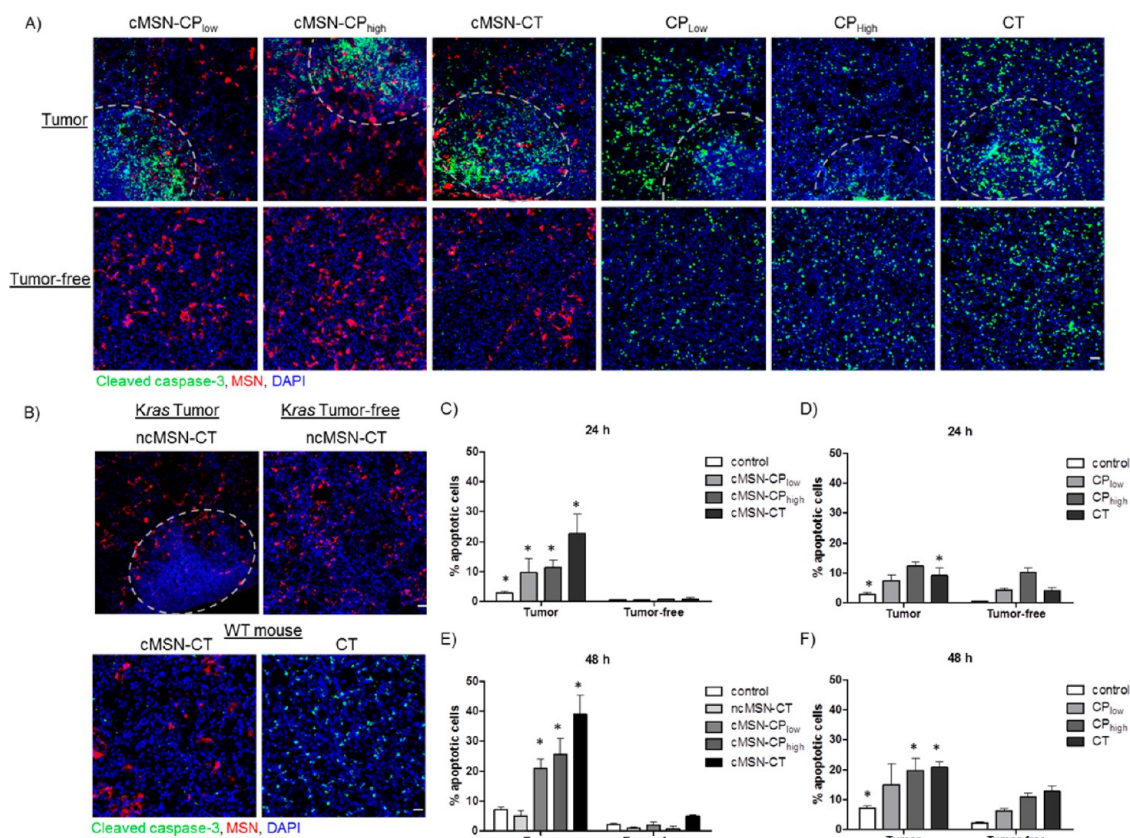 A)
cMSN-CPlow cMSN-CPhigh cMSN-CT CPLow CPHigh CT
Tumor
Tumor-free
Cleaved caspase-3, MSN, DAPI
B)
Kras Tumor Kras Tumor-free
ncMSN-CT ncMSN-CT
WT mouse
cMSN-CT CT
Cleaved caspase-3, MSN, DAPI
C)
24 h
% apoptotic cells
50
40
30
20
10
0
* * * *
Tumor Tumor-free
control
cMSN-CPlow
cMSN-CPhigh
cMSN-CT
D)
24 h
% apoptotic cells
50
40
30
20
10
0
* *
Tumor Tumor-free
control
CPlow
CPhigh
CT
E)
48 h
% apoptotic cells
50
40
30
20
10
0
* * *
control
ncMSN-CT
cMSN-CPlow
cMSN-CPhigh
cMSN-CT
F)
48 h
% apoptotic cells
50
40
30
20
10
0
* * *
Tumor Tumor-free
control
CPlow
CPhigh
CT